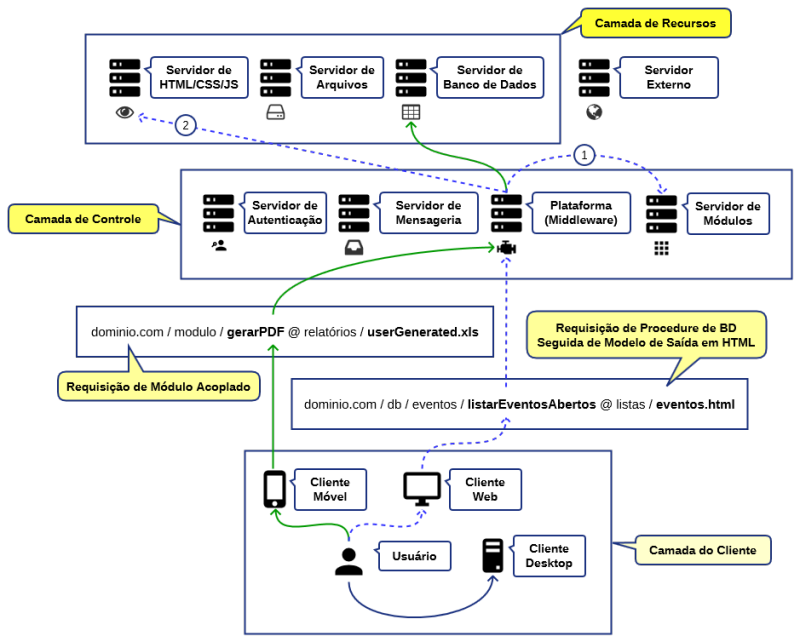 Camada de Recursos
Servidor de
HTML/CSS/JS
Servidor de
Arquivos
Servidor de
Banco de Dados
Servidor
Externo
2
1
Camada de Controle
Servidor de
Autenticação
Servidor de
Mensageria
Plataforma
(Middleware)
Servidor de
Módulos
dominio.com / modulo / gerarPDF @ relatórios / userGenerated.xls
Requisição de Procedure de BD
Seguida de Modelo de Saída em HTML
Requisição de Módulo Acoplado
dominio.com / db / eventos / listarEventosAbertos @ listas / eventos.html
Cliente
Móvel
Cliente
Web
Usuário
Cliente
Desktop
Camada do Cliente